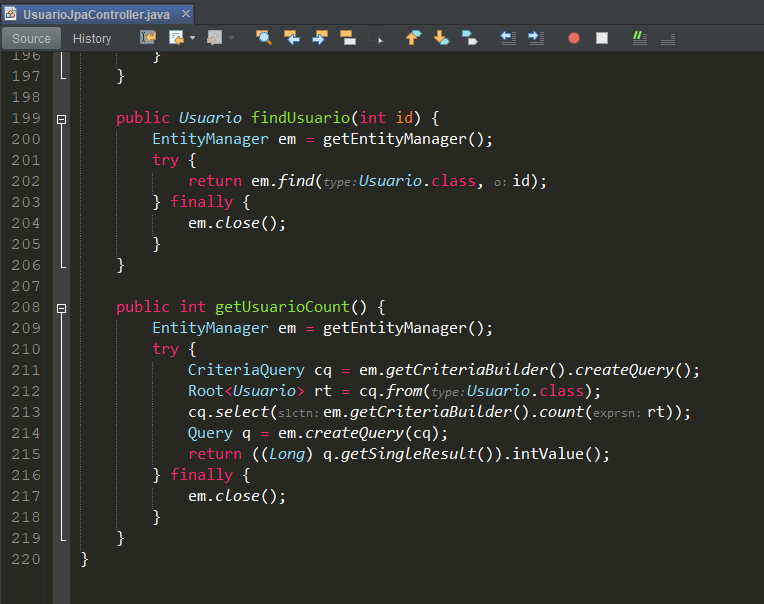 UsuarioJpaController.java
Source History
196 }
197 }
198
199 public Usuario findUsuario(int id) {
200 EntityManager em = getEntityManager();
201 try {
202 return em.find(type:Usuario.class, o:id);
203 } finally {
204 em.close();
205 }
206 }
207
208 public int getUsuarioCount() {
209 EntityManager em = getEntityManager();
210 try {
211 CriteriaQuery cq = em.getCriteriaBuilder().createQuery();
212 Root<Usuario> rt = cq.from(type:Usuario.class);
213 cq.select(slctn:em.getCriteriaBuilder().count(exprsn:rt));
214 Query q = em.createQuery(cq);
215 return ((Long) q.getSingleResult()).intValue();
216 } finally {
217 em.close();
218 }
219 }
220 }